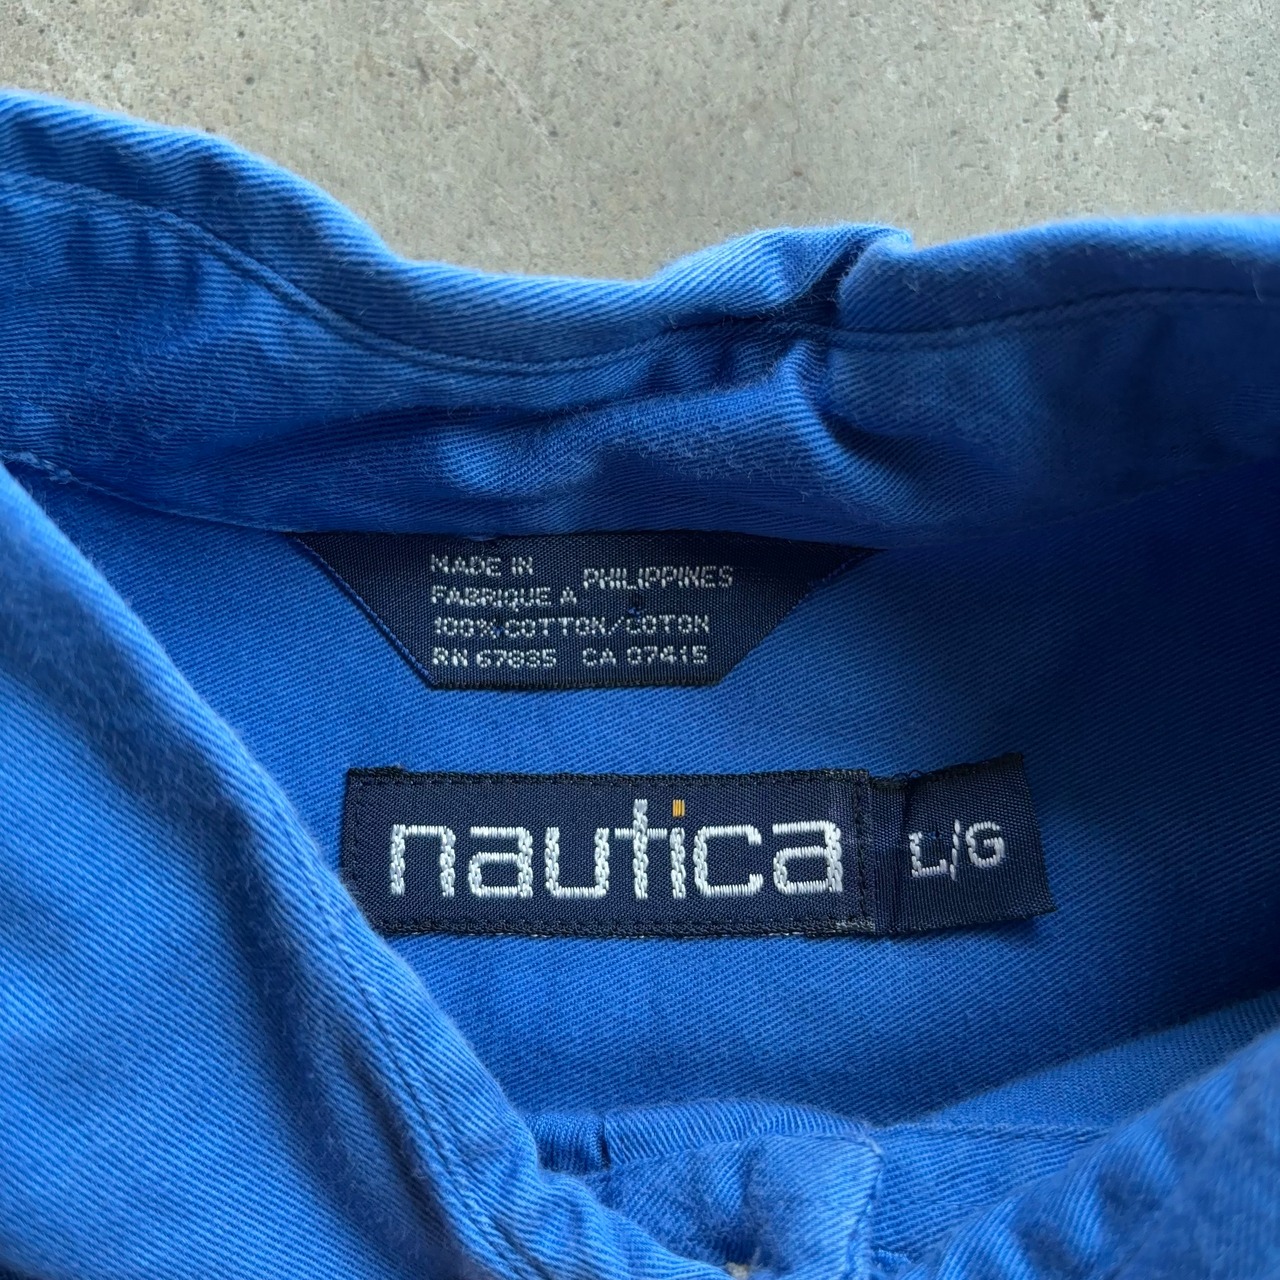 MADE IN
FABRIQUE A PHILIPPINES
100% COTTON/COTON
RN 67835 CA 07415
nautica L/G